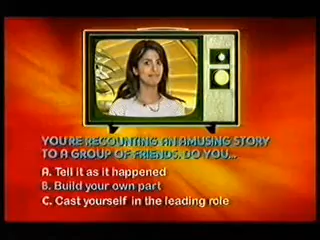 YOU'RE RECOUNTING AN AMUSING STORY
TO A GROUP OF FRIENDS. DO YOU...
A. Tell it as it happened
B. Build your own part
C. Cast yourself in the leading role